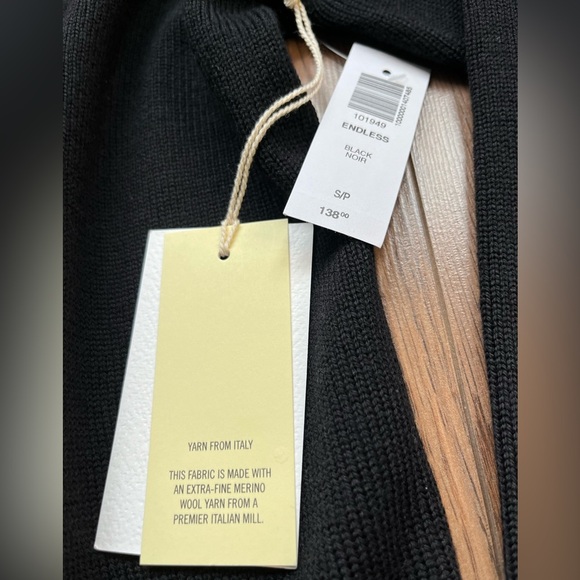 101949
ENDLESS
BLACK
NOIR
S/P
138.00
YARN FROM ITALY
THIS FABRIC IS MADE WITH
AN EXTRA-FINE MERINO
WOOL YARN FROM A
PREMIER ITALIAN MILL.